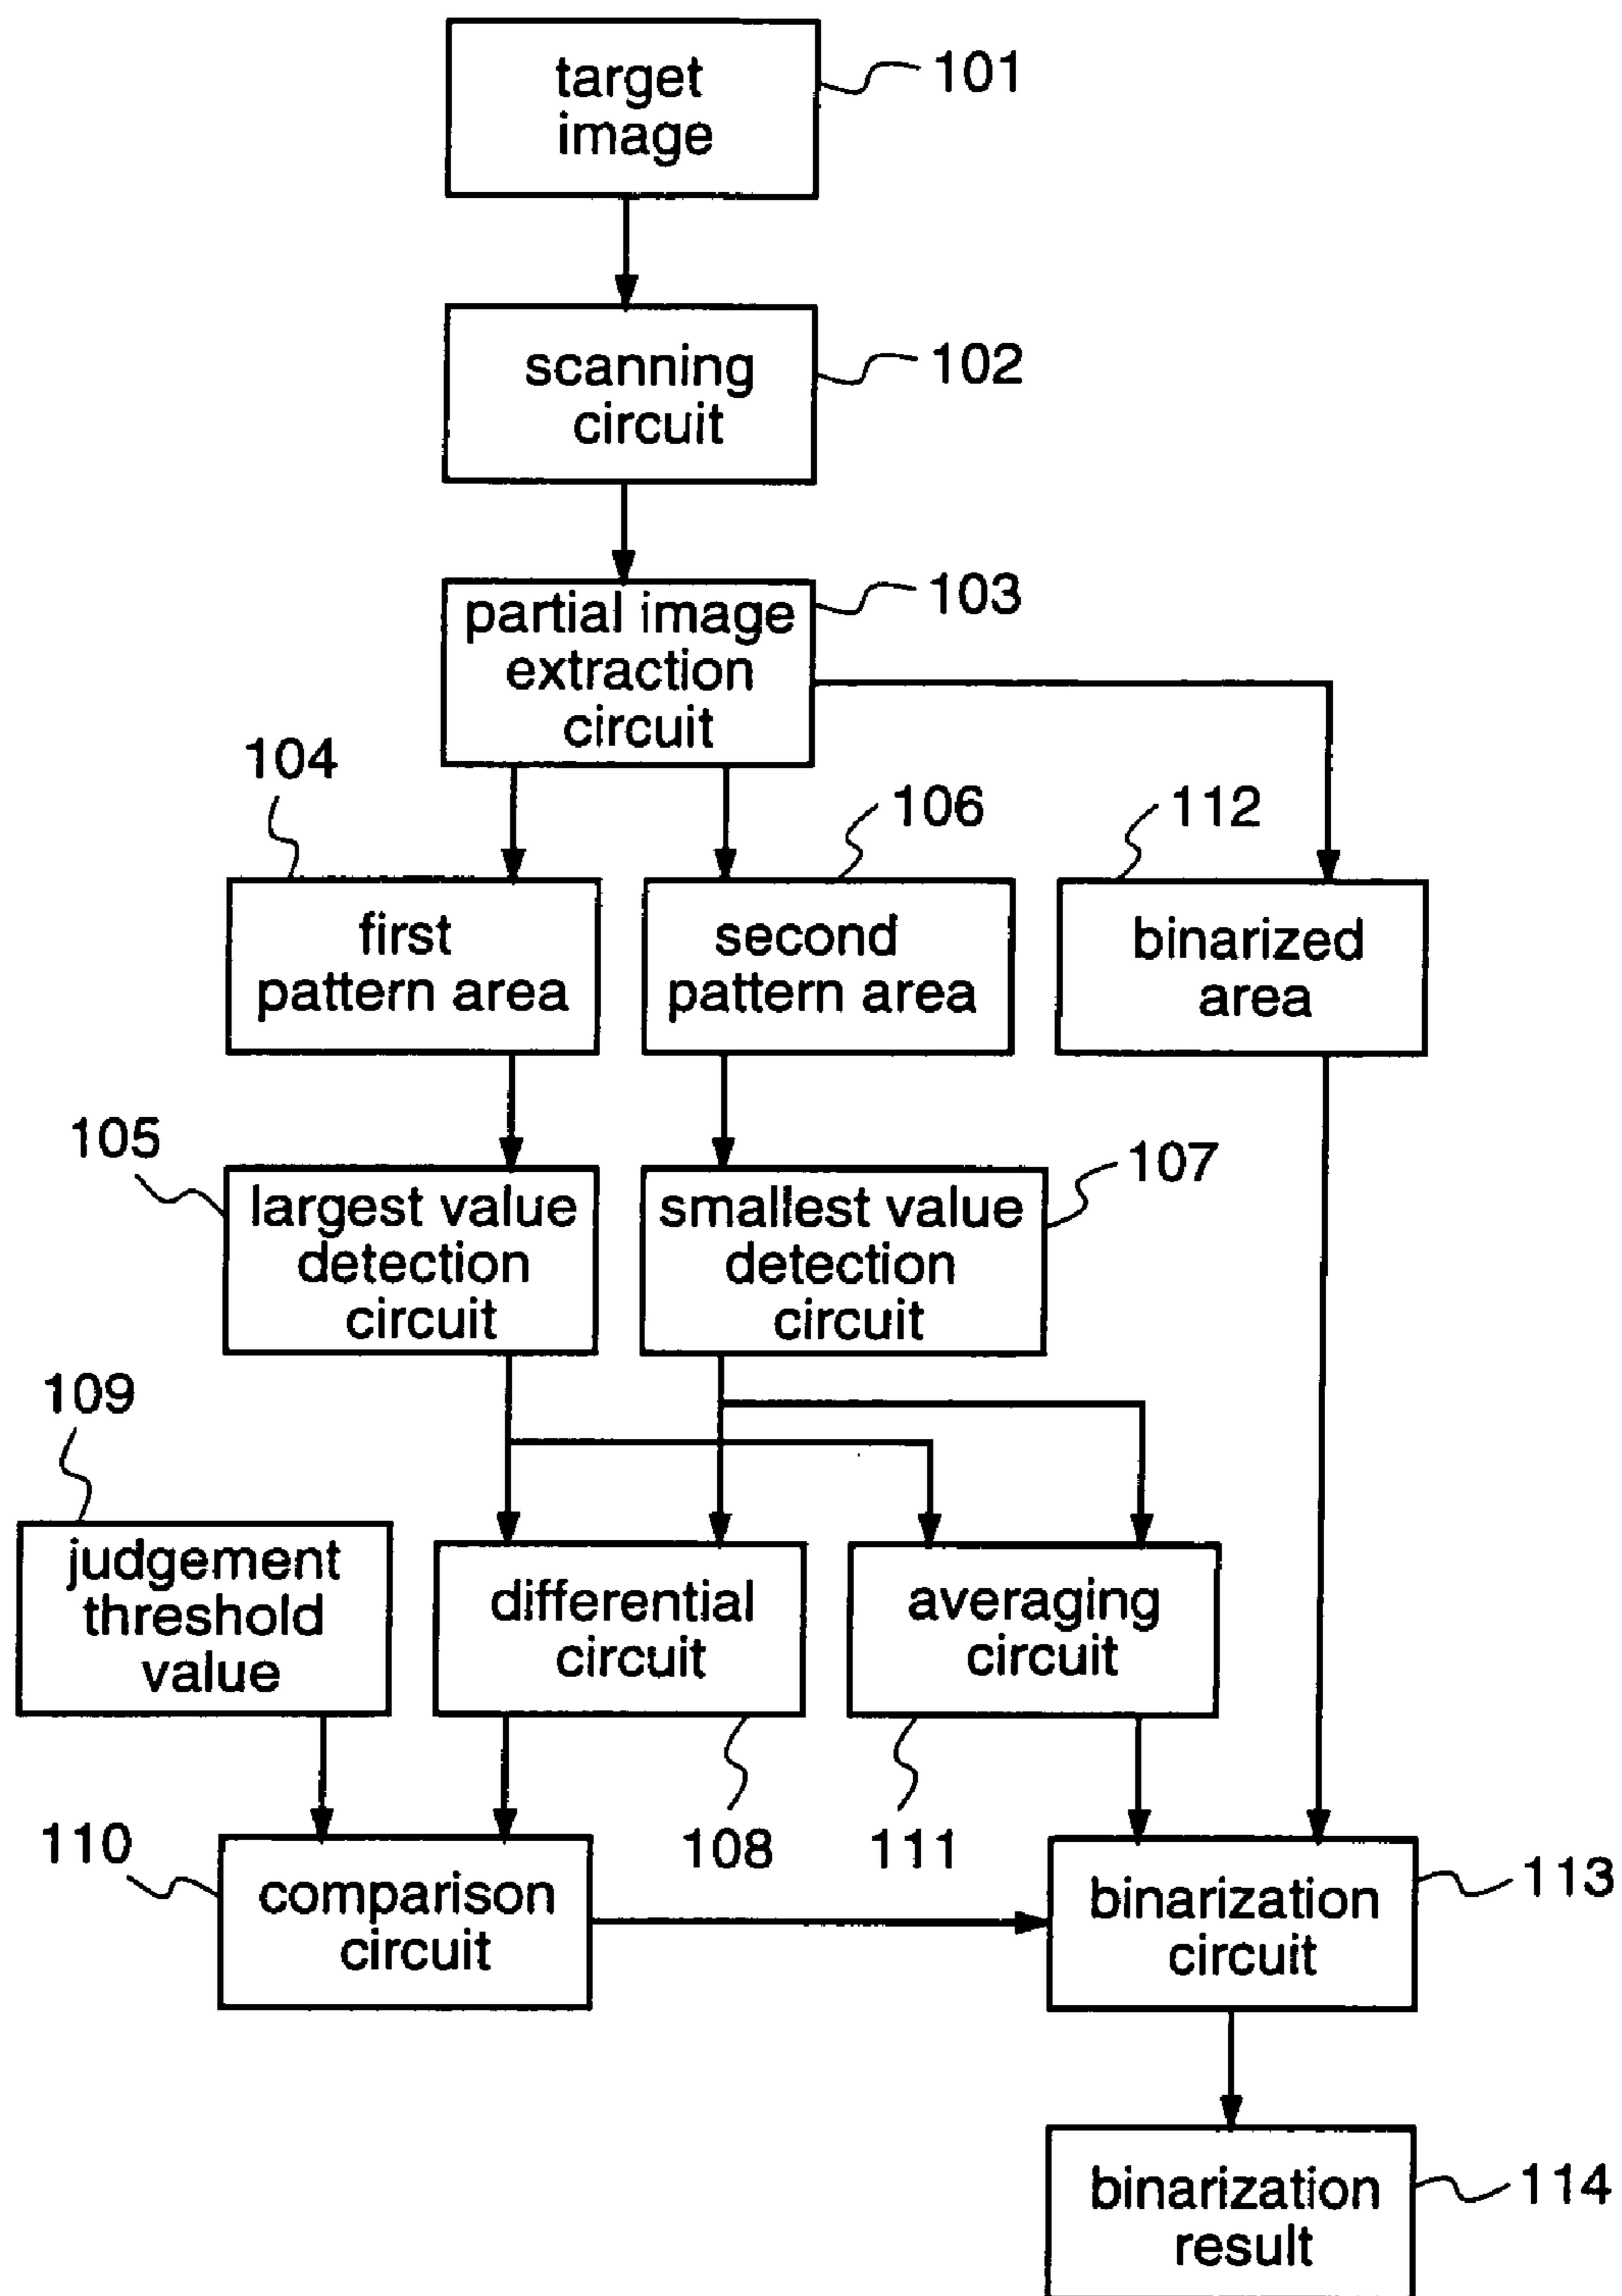 target
image
101
scanning
circuit
102
partial image
extraction
circuit
103
104
106
112
first
pattern area
second
pattern area
binarized
area
105
largest value
detection
circuit
smallest value
detection
circuit
107
109
judgement
threshold
value
differential
circuit
averaging
circuit
108
111
110
comparison
circuit
binarization
circuit
113
binarization
result
114